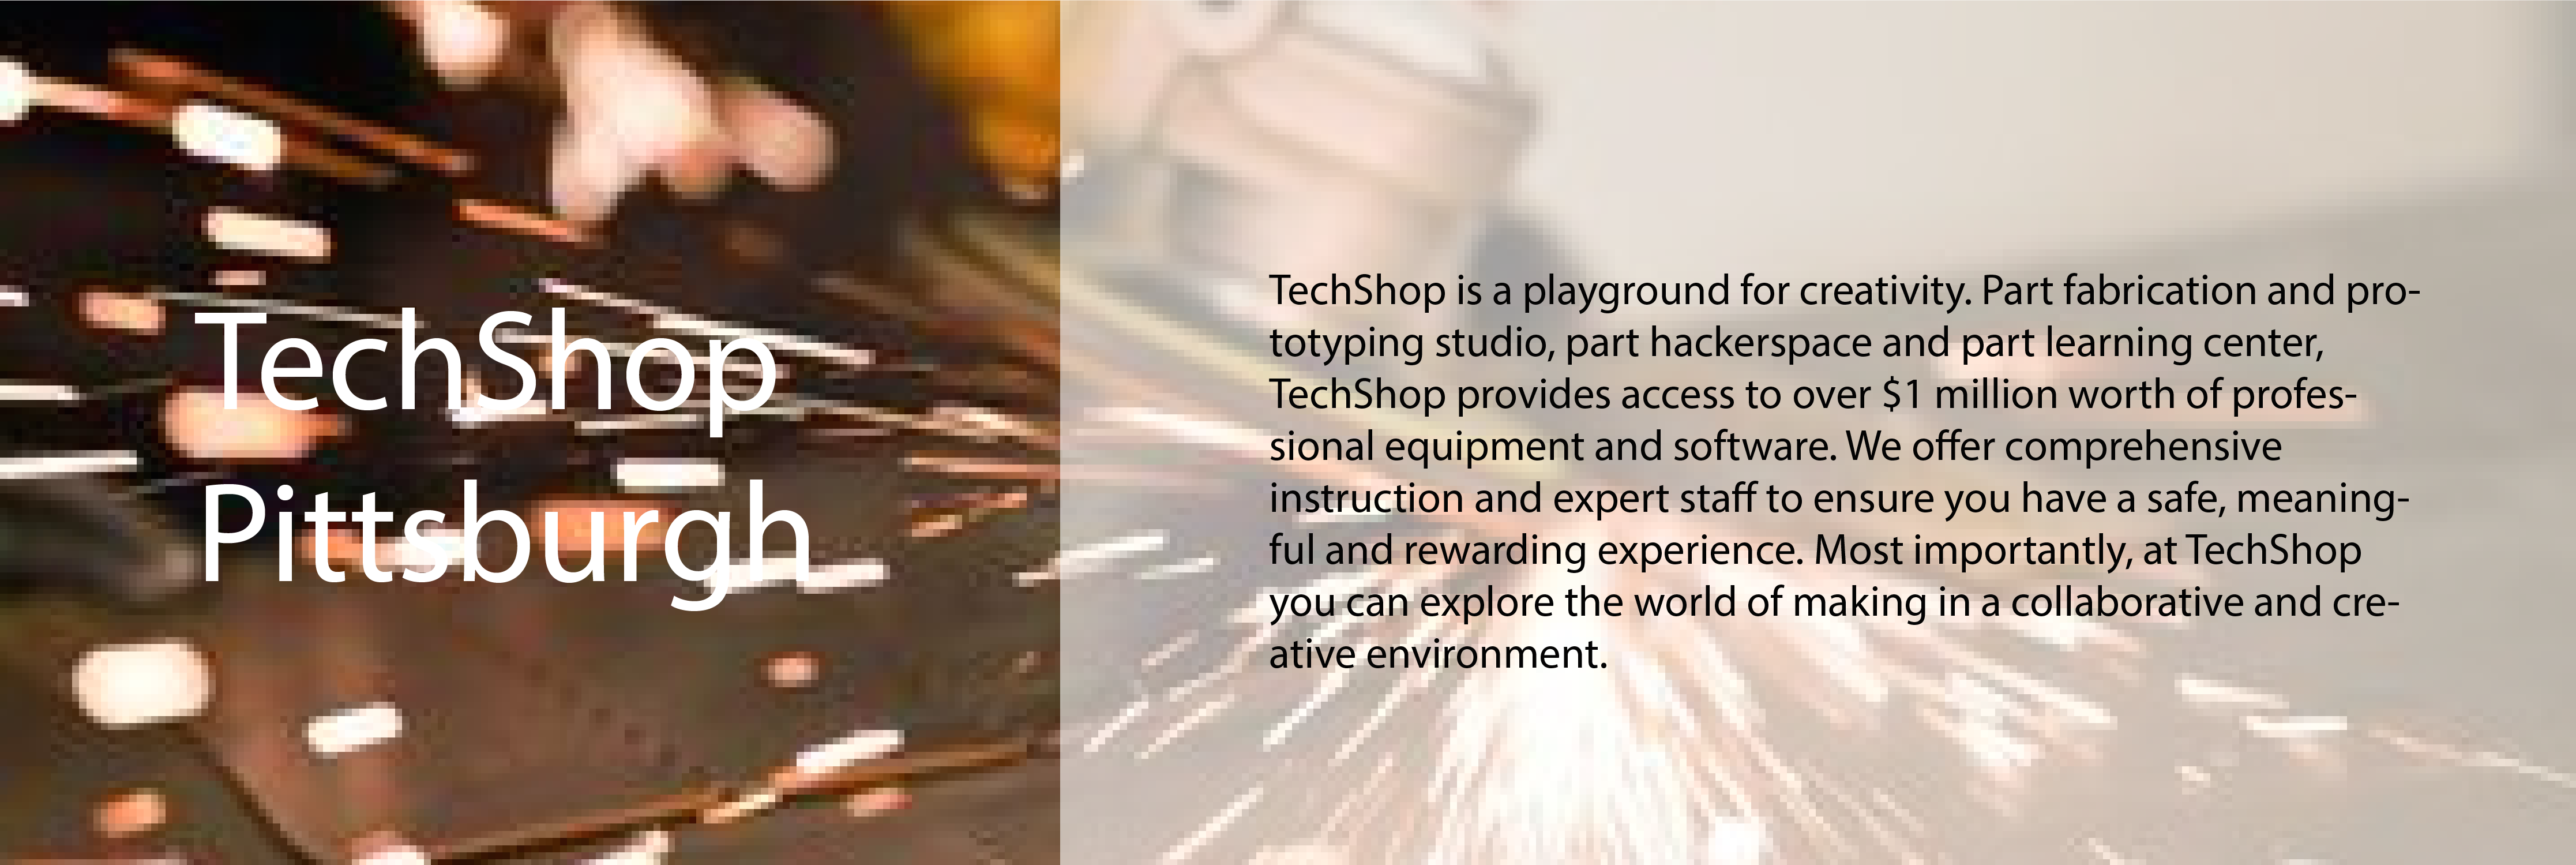 TechShop
Pittsburgh
TechShop is a playground for creativity. Part fabrication and pro-
totyping studio, part hackerspace and part learning center,
TechShop provides access to over $1 million worth of profes-
sional equipment and software. We offer comprehensive
instruction and expert staff to ensure you have a safe, meaning-
ful and rewarding experience. Most importantly, at TechShop
you can explore the world of making in a collaborative and cre-
ative environment.